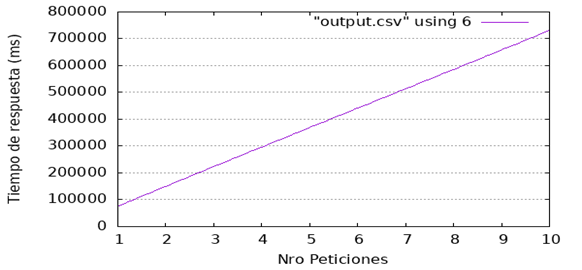 "output.csv" using 6
Tiempo de respuesta (ms)
800000
700000
600000
500000
400000
300000
200000
100000
0
1 2 3 4 5 6 7 8 9 10
Nro Peticiones